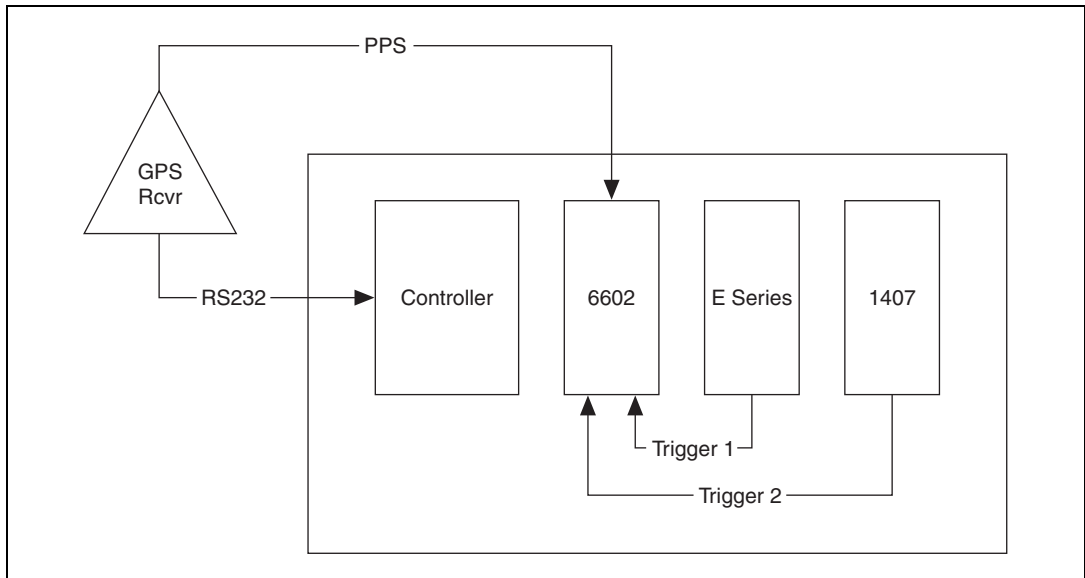 PPS
GPS
Rcvr
RS232
Controller
6602
E Series
1407
Trigger 1
Trigger 2